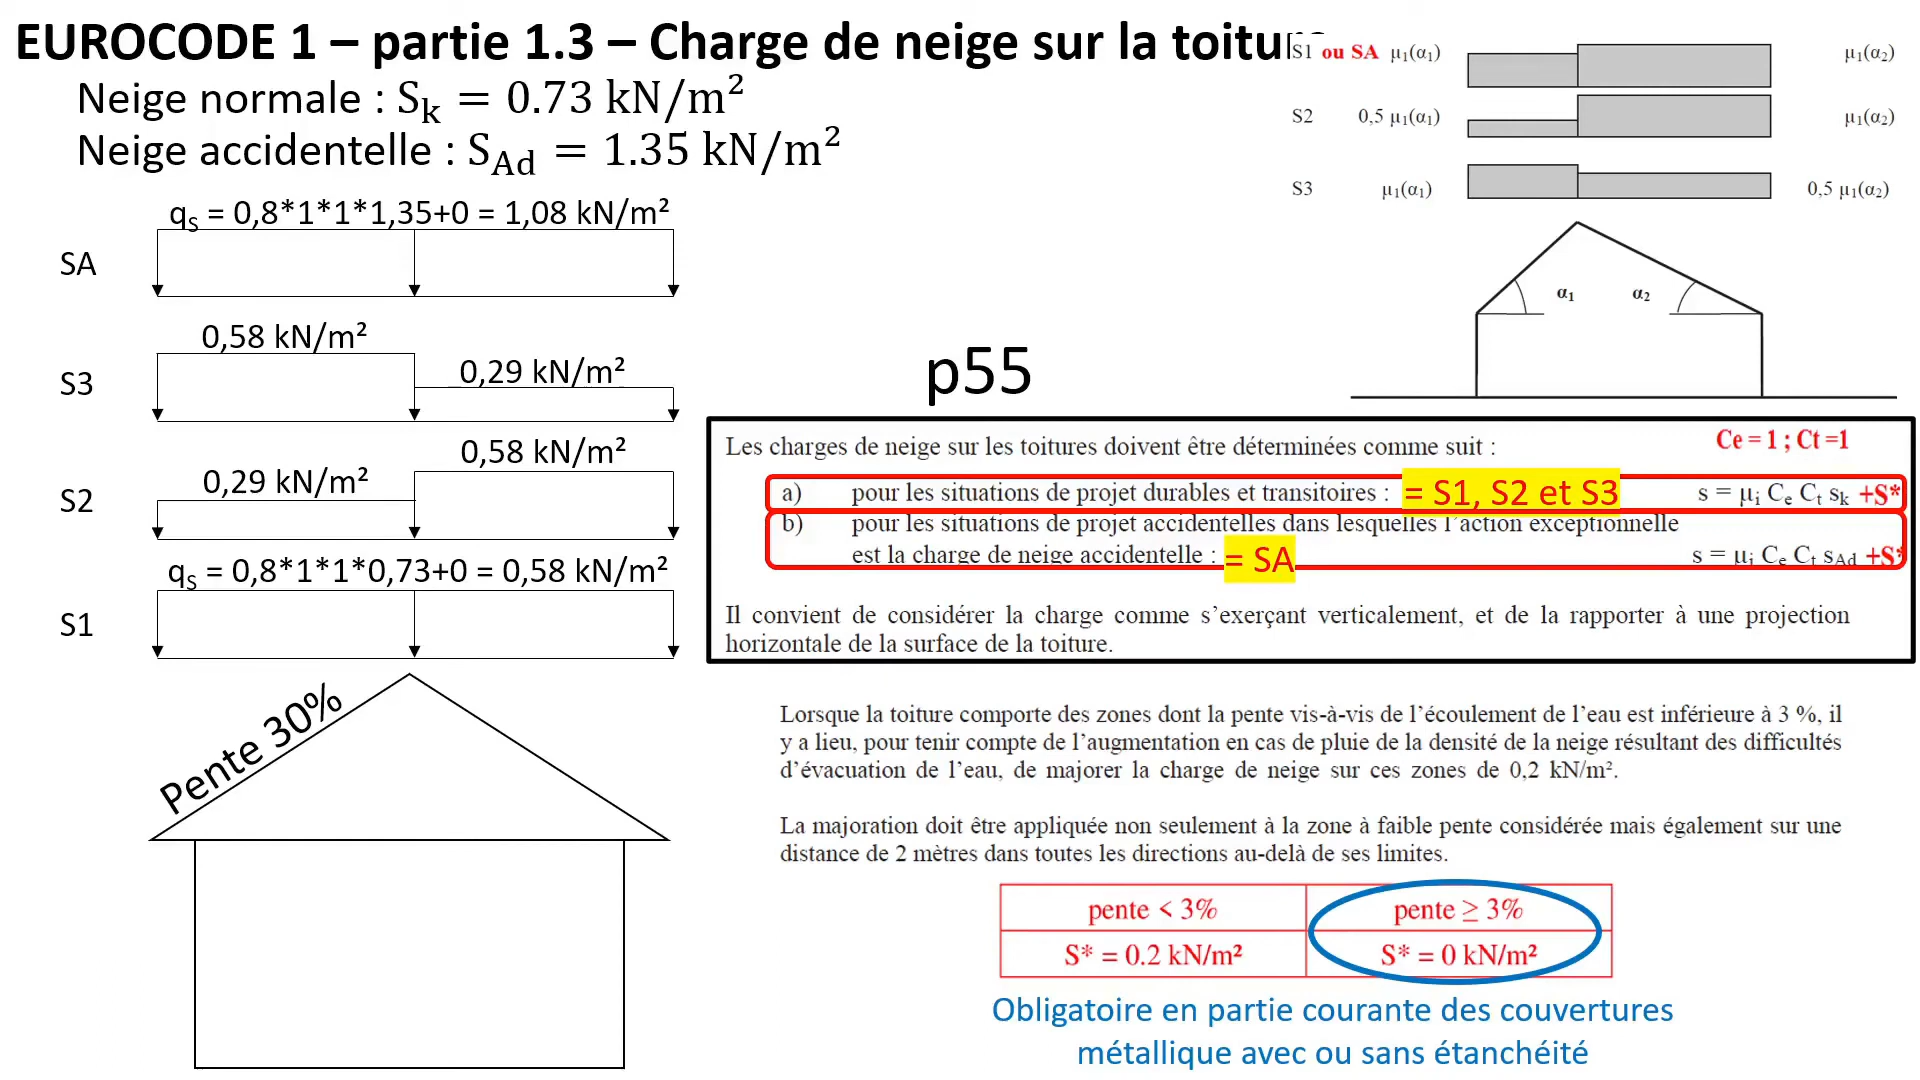 EUROCODE 1 – partie 1.3 – Charge de neige sur la toiture
Neige normale : Sk = 0.73 kN/m²
Neige accidentelle : SAd = 1.35 kN/m²
S1 ou SA µ1(α1) µ1(α2)
S2 0,5 µ1(α1) µ1(α2)
S3 µ1(α1) 0,5 µ1(α2)
α1 α2
qS = 0,8*1*1*1,35+0 = 1,08 kN/m²
SA
0,58 kN/m²
0,29 kN/m²
S3
0,58 kN/m²
0,29 kN/m²
S2
qS = 0,8*1*1*0,73+0 = 0,58 kN/m²
S1
Pente 30%
p55
Les charges de neige sur les toitures doivent être déterminées comme suit : Ce = 1 ; Ct =1
a) pour les situations de projet durables et transitoires : = S1, S2 et S3 s = µi Ce Ct sk +S*
b) pour les situations de projet accidentelles dans lesquelles l’action exceptionnelle
est la charge de neige accidentelle : = SA s = µi Ce Ct sAd +S*
Il convient de considérer la charge comme s’exerçant verticalement, et de la rapporter à une projection
horizontale de la surface de la toiture.
Lorsque la toiture comporte des zones dont la pente vis-à-vis de l’écoulement de l’eau est inférieure à 3 %, il
y a lieu, pour tenir compte de l’augmentation en cas de pluie de la densité de la neige résultant des difficultés
d’évacuation de l’eau, de majorer la charge de neige sur ces zones de 0,2 kN/m².
La majoration doit être appliquée non seulement à la zone à faible pente considérée mais également sur une
distance de 2 mètres dans toutes les directions au-delà de ses limites.
pente < 3% pente ≥ 3%
S* = 0.2 kN/m² S* = 0 kN/m²
Obligatoire en partie courante des couvertures
métallique avec ou sans étanchéité